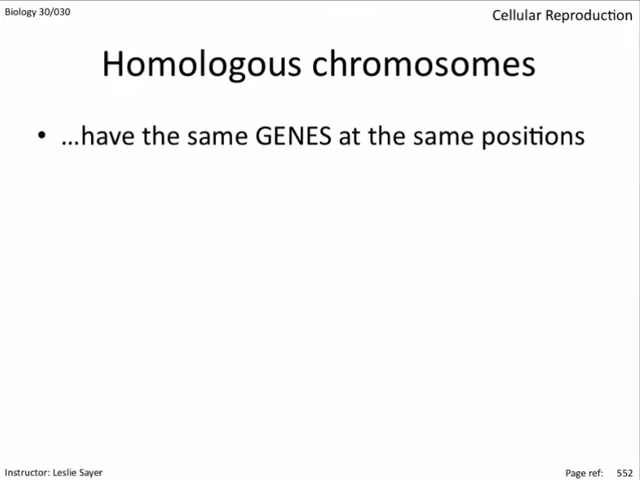 Biology 30/030
Cellular Reproduction
Homologous chromosomes
• …have the same GENES at the same positions
Instructor: Leslie Sayer
Page ref: 552